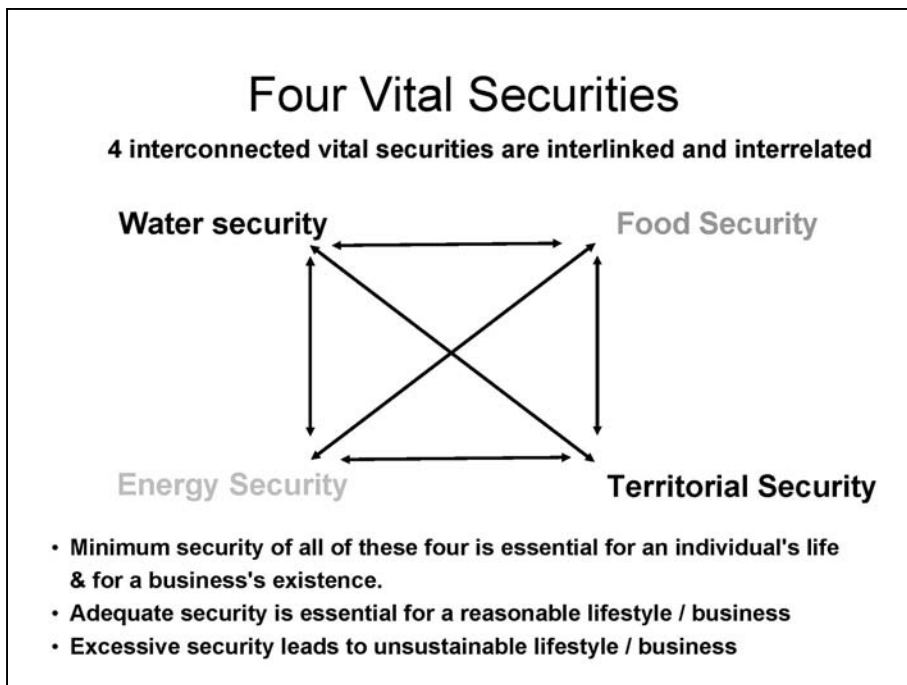 Four Vital Securities
4 interconnected vital securities are interlinked and interrelated
Water security
Food Security
Energy Security
Territorial Security
• Minimum security of all of these four is essential for an individual's life
& for a business's existence.
• Adequate security is essential for a reasonable lifestyle / business
• Excessive security leads to unsustainable lifestyle / business